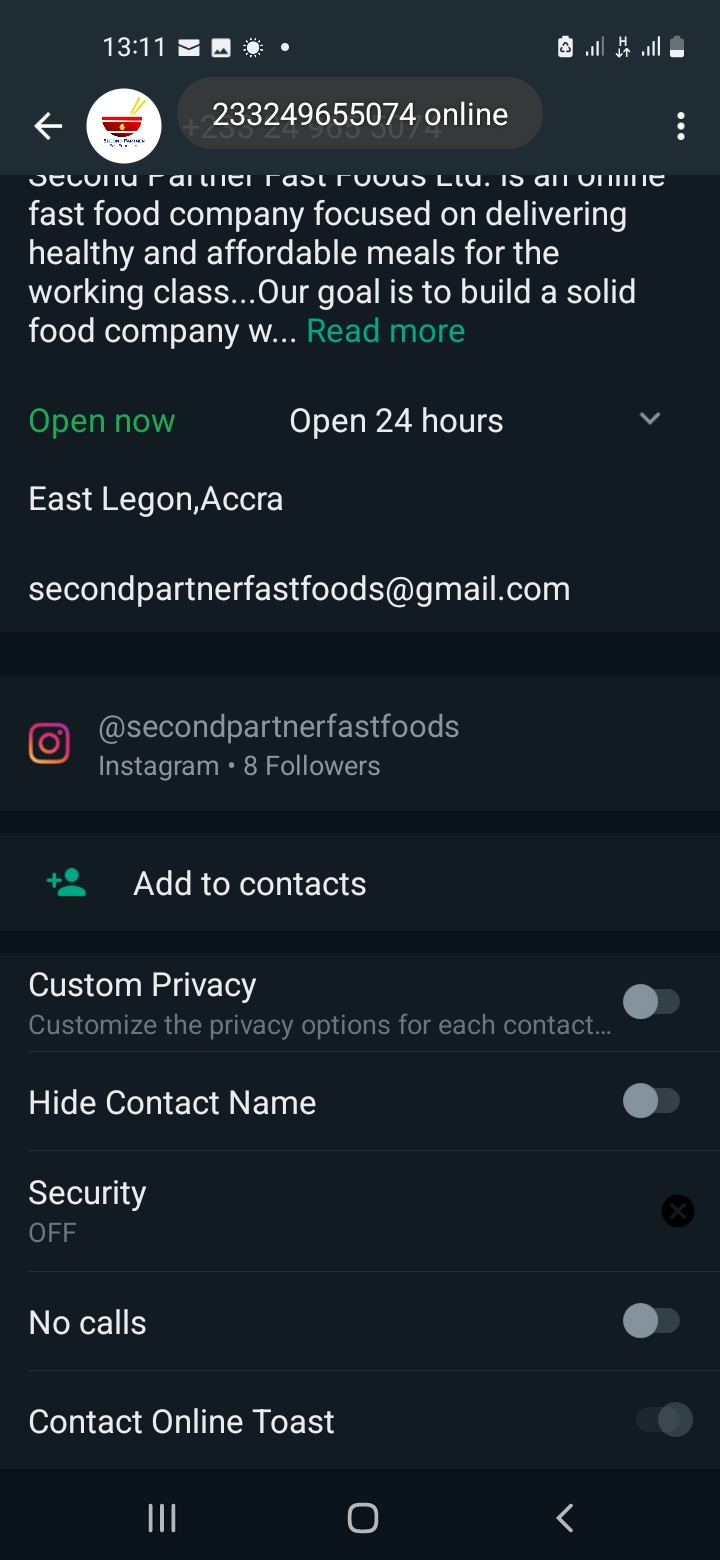 13:11
H
233249655074 online
+233 24 965 5074
SECOND PARTNER
Second Partner Fast Foods Ltd. is an online
fast food company focused on delivering
healthy and affordable meals for the
working class...Our goal is to build a solid
food company w... Read more
Open now Open 24 hours
East Legon,Accra
secondpartnerfastfoods@gmail.com
@secondpartnerfastfoods
Instagram • 8 Followers
Add to contacts
Custom Privacy
Customize the privacy options for each contact...
Hide Contact Name
Security
OFF
No calls
Contact Online Toast